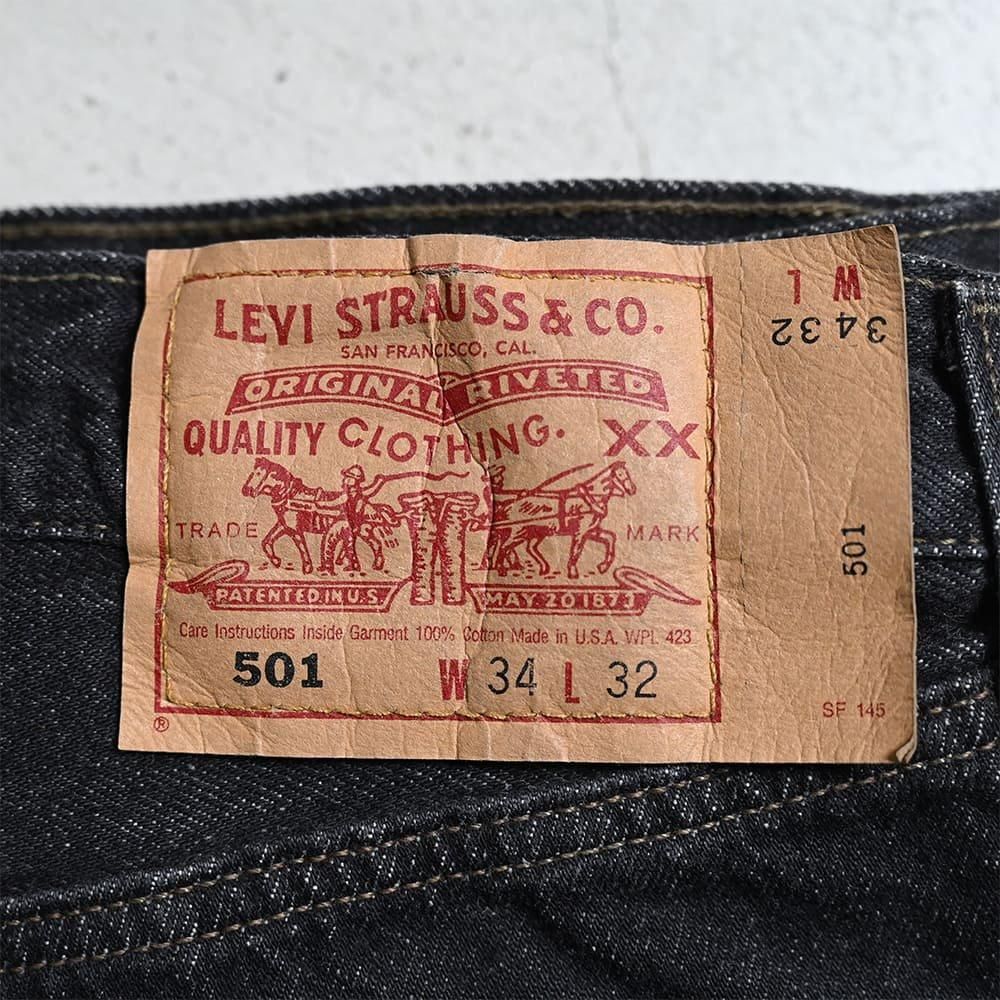 LEVI STRAUSS & CO.
SAN FRANCISCO, CAL.
ORIGINAL RIVETED
QUALITY CLOTHING. XX
TRADE MARK
PATENTED IN U.S. MAY 20 1873
Care Instructions Inside Garment 100% Cotton Made in U.S.A. WPL 423
501 W 34 L 32
®
W L
34 32
501
SF 145